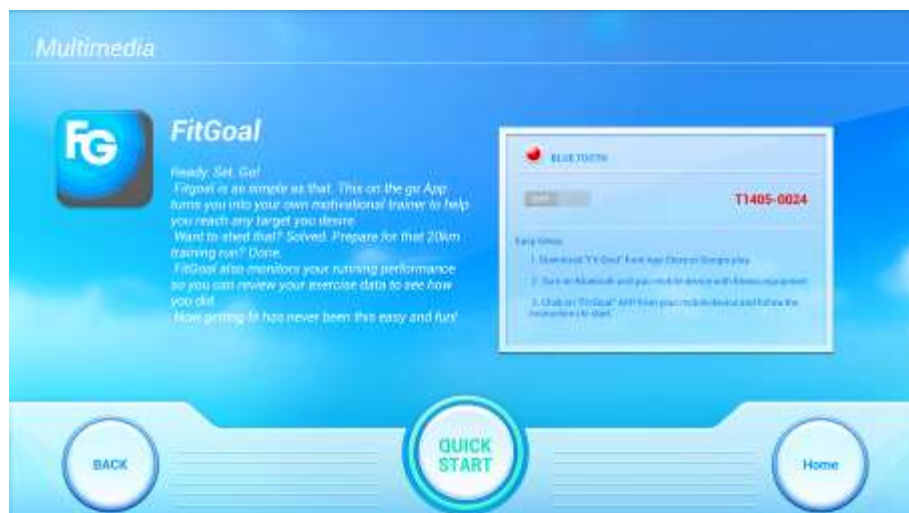 Multimedia
FG
FitGoal
Ready. Set. Go!
Fitgoal is as simple as that. This on the go App
turns you into your own motivational trainer to help
you reach any target you desire.
Want to shed that? Solved. Prepare for that 20km
training run? Done.
FitGoal also monitors your running performance
so you can review your exercise data to see how
you did.
Now getting fit has never been this easy and fun!
BLUETOOTH
OFF
T1405-0024
Easy Setup:
1. Download "Fit Goal" from App Store or Google play.
2. Turn on Bluetooth and pair mobile device with fitness equipment.
3. Click on "FitGoal" APP from your mobile device and follow the
instructions to start.
BACK
QUICK
START
Home